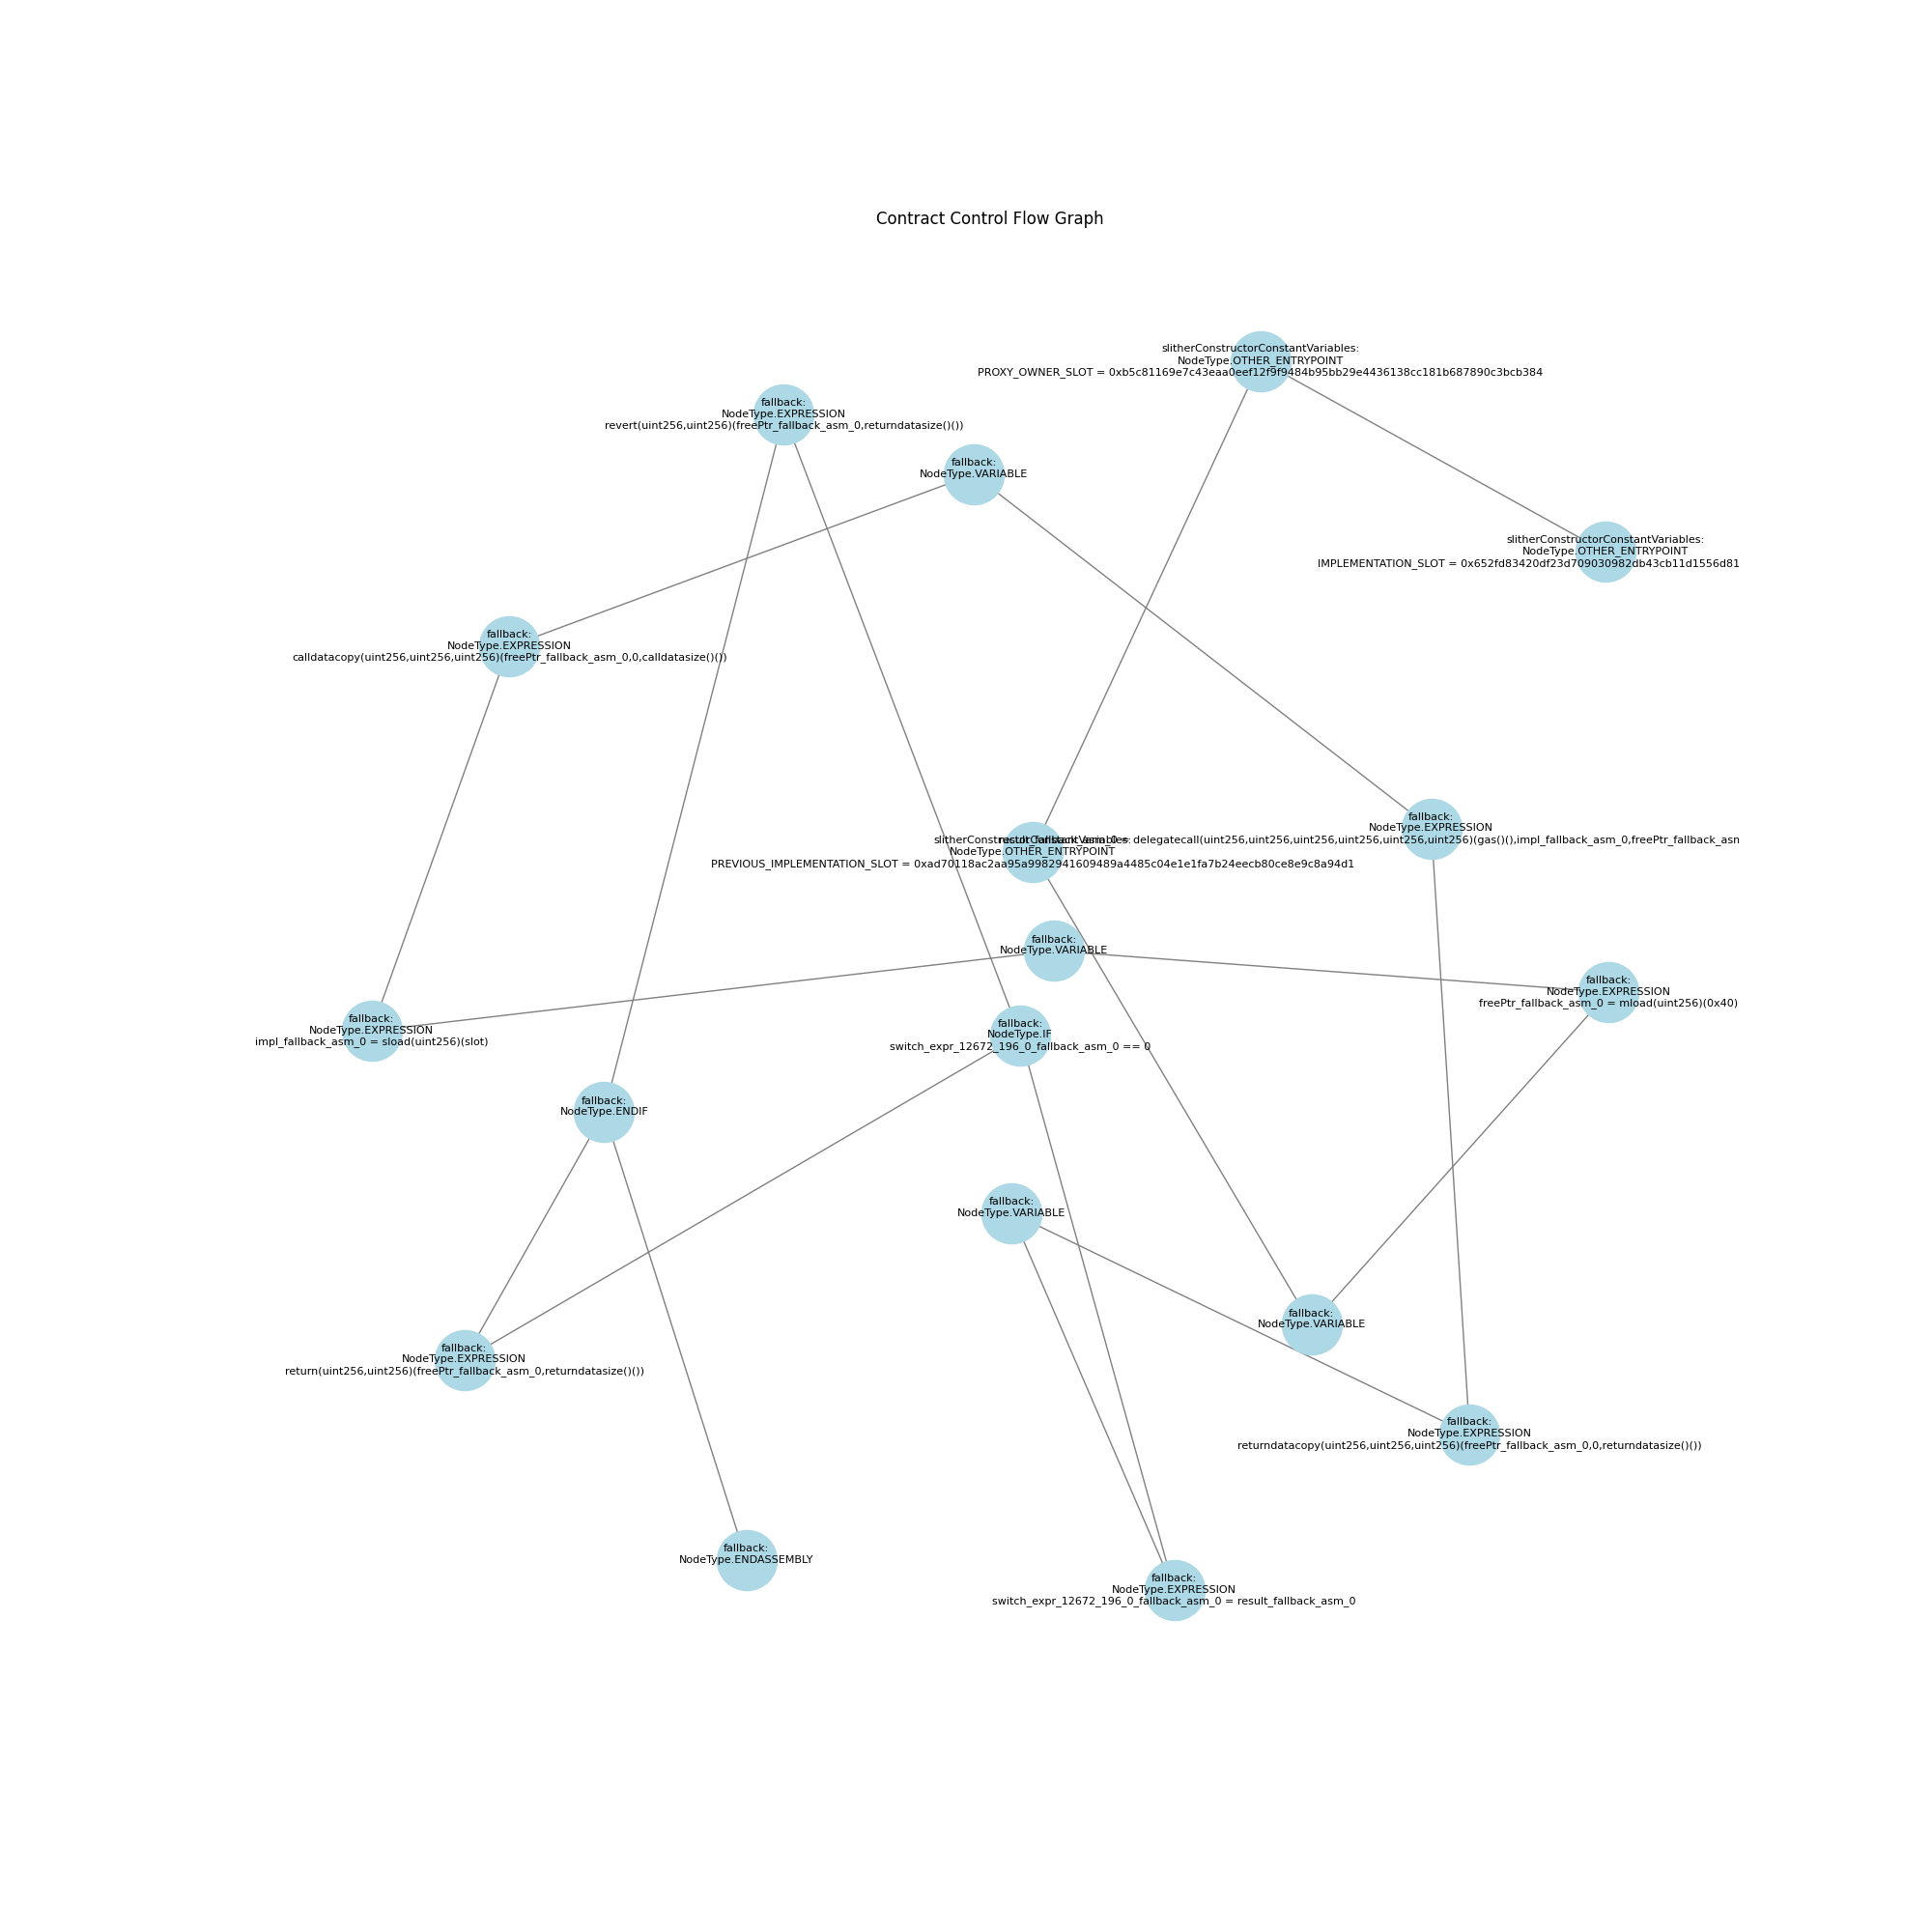 Contract Control Flow Graph
slitherConstructorConstantVariables:
NodeType.OTHER_ENTRYPOINT
PROXY_OWNER_SLOT = 0xb5c81169e7c43eaa0eef12f9f9484b95bb29e4436138cc181b687890c3bcb384
fallback:
NodeType.EXPRESSION
revert(uint256,uint256)(freePtr_fallback_asm_0,returndatasize()())
fallback:
NodeType.VARIABLE
slitherConstructorConstantVariables:
NodeType.OTHER_ENTRYPOINT
IMPLEMENTATION_SLOT = 0x652fd83420df23d709030982db43cb11d1556d81
fallback:
NodeType.EXPRESSION
calldatacopy(uint256,uint256,uint256)(freePtr_fallback_asm_0,0,calldatasize()())
fallback:
NodeType.EXPRESSION
result_fallback_asm_0 = delegatecall(uint256,uint256,uint256,uint256,uint256,uint256)(gas()(),impl_fallback_asm_0,freePtr_fallback_asn
slitherConstructorConstantVariables:
NodeType.OTHER_ENTRYPOINT
PREVIOUS_IMPLEMENTATION_SLOT = 0xad70118ac2aa95a9982941609489a4485c04e1e1fa7b24eecb80ce8e9c8a94d1
fallback:
NodeType.VARIABLE
fallback:
NodeType.EXPRESSION
freePtr_fallback_asm_0 = mload(uint256)(0x40)
fallback:
NodeType.EXPRESSION
impl_fallback_asm_0 = sload(uint256)(slot)
fallback:
NodeType.IF
switch_expr_12672_196_0_fallback_asm_0 == 0
fallback:
NodeType.ENDIF
fallback:
NodeType.VARIABLE
fallback:
NodeType.VARIABLE
fallback:
NodeType.EXPRESSION
return(uint256,uint256)(freePtr_fallback_asm_0,returndatasize()())
fallback:
NodeType.EXPRESSION
returndatacopy(uint256,uint256,uint256)(freePtr_fallback_asm_0,0,returndatasize()())
fallback:
NodeType.ENDASSEMBLY
fallback:
NodeType.EXPRESSION
switch_expr_12672_196_0_fallback_asm_0 = result_fallback_asm_0